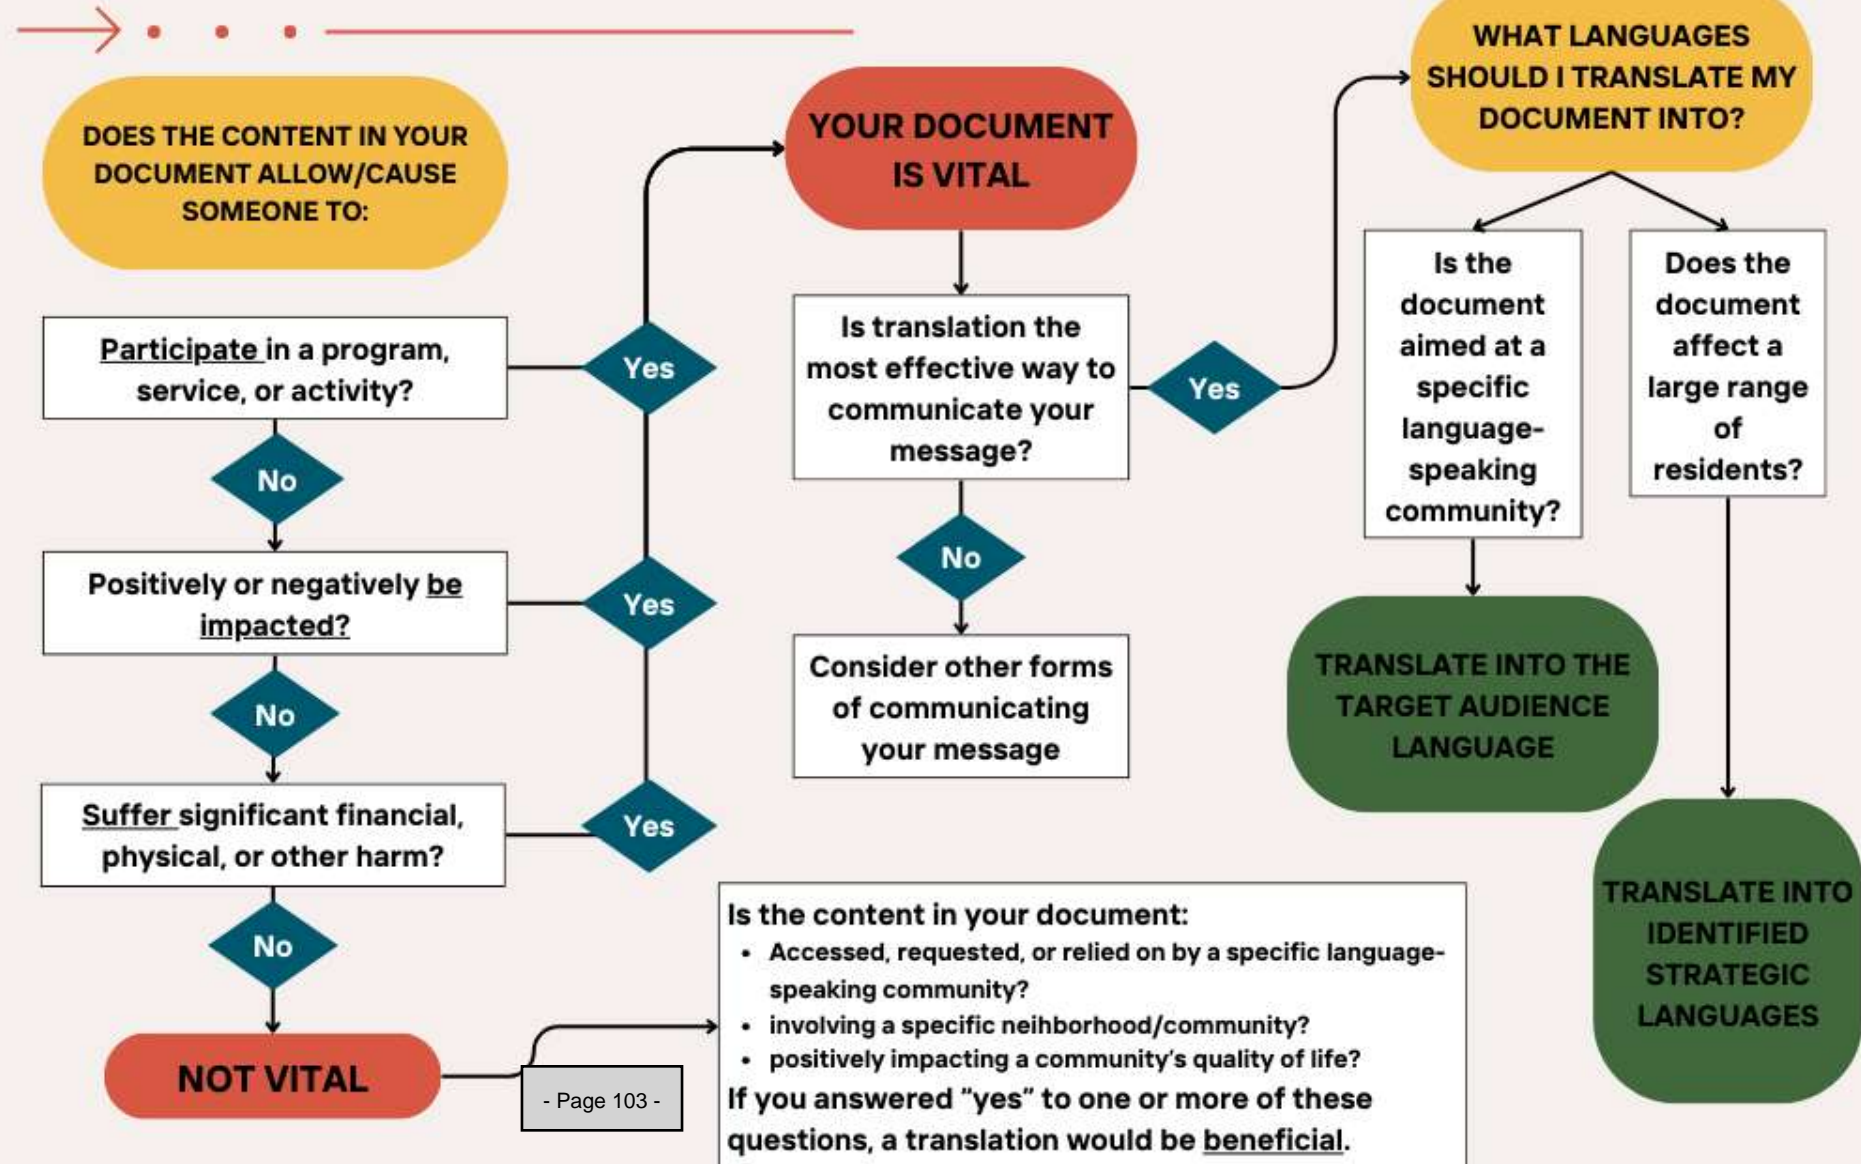 DOES THE CONTENT IN YOUR
DOCUMENT ALLOW/CAUSE
SOMEONE TO:
Participate in a program,
service, or activity?
Yes
No
Positively or negatively be
impacted?
Yes
No
Suffer significant financial,
physical, or other harm?
Yes
No
NOT VITAL
Is the content in your document:
• Accessed, requested, or relied on by a specific language-
speaking community?
• involving a specific neihborhood/community?
• positively impacting a community's quality of life?
If you answered "yes" to one or more of these
questions, a translation would be beneficial.
YOUR DOCUMENT
IS VITAL
Is translation the
most effective way to
communicate your
message?
Yes
No
Consider other forms
of communicating
your message
WHAT LANGUAGES
SHOULD I TRANSLATE MY
DOCUMENT INTO?
Is the
document
aimed at a
specific
language-
speaking
community?
TRANSLATE INTO THE
TARGET AUDIENCE
LANGUAGE
Does the
document
affect a
large range
of
residents?
TRANSLATE INTO
IDENTIFIED
STRATEGIC
LANGUAGES
- Page 103 -